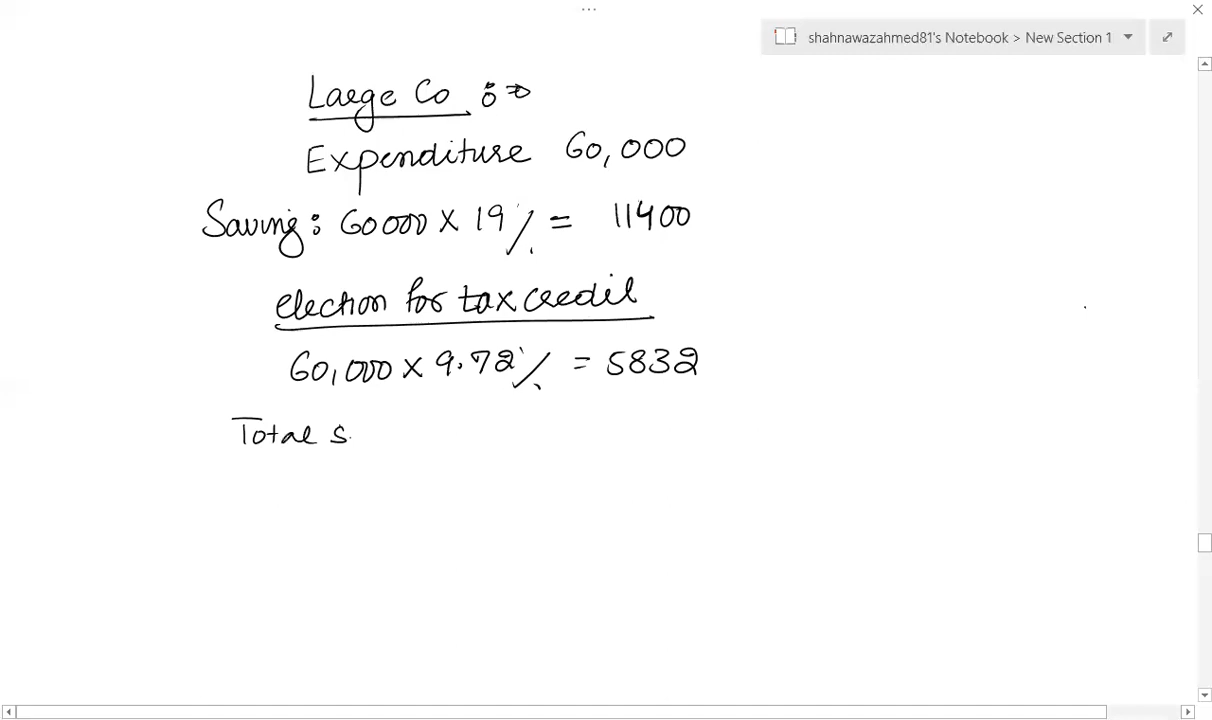 shahnawazahmed81's Notebook > New Section 1
Large Co :⇒
Expenditure 60,000
Saving: 60000 × 19% = 11400
election for tax credit
60,000 × 9.72% = 5832
Total s